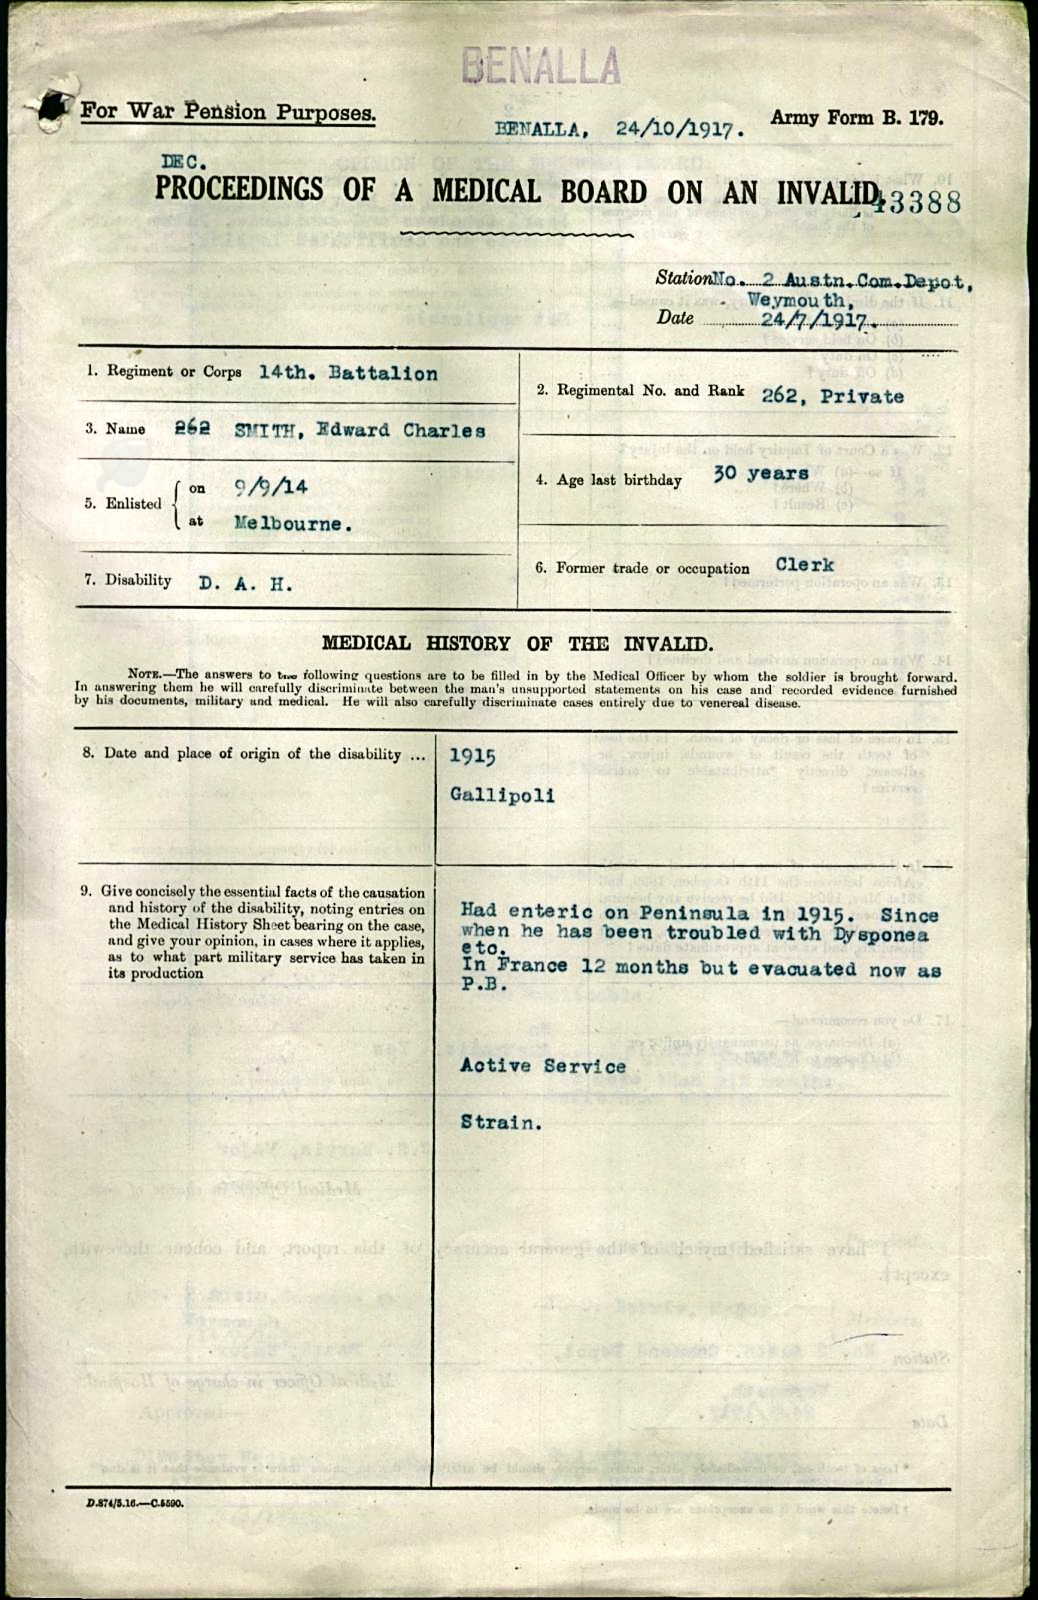 BENALLA
For War Pension Purposes.
BENALLA, 24/10/1917.
Army Form B. 179.
DEC.
PROCEEDINGS OF A MEDICAL BOARD ON AN INVALID.
43388
Station No. 2 Austn. Com. Depot,
Weymouth,
Date 24/7/1917.
1. Regiment or Corps 14th. Battalion
2. Regimental No. and Rank 262, Private
3. Name 262 SMITH, Edward Charles
4. Age last birthday 30 years
5. Enlisted { on 9/9/14
at Melbourne.
6. Former trade or occupation Clerk
7. Disability D. A. H.
MEDICAL HISTORY OF THE INVALID.
NOTE.—The answers to the following questions are to be filled in by the Medical Officer by whom the soldier is brought forward.
In answering them he will carefully discriminate between the man's unsupported statements on his case and recorded evidence furnished
by his documents, military and medical. He will also carefully discriminate cases entirely due to venereal disease.
8. Date and place of origin of the disability ...
1915
Gallipoli
9. Give concisely the essential facts of the causation
and history of the disability, noting entries on
the Medical History Sheet bearing on the case,
and give your opinion, in cases where it applies,
as to what part military service has taken in
its production
Had enteric on Peninsula in 1915. Since
when he has been troubled with Dysponea
etc.
In France 12 months but evacuated now as
P.B.
Active Service
Strain.
D.874/5.16.—C.5590.